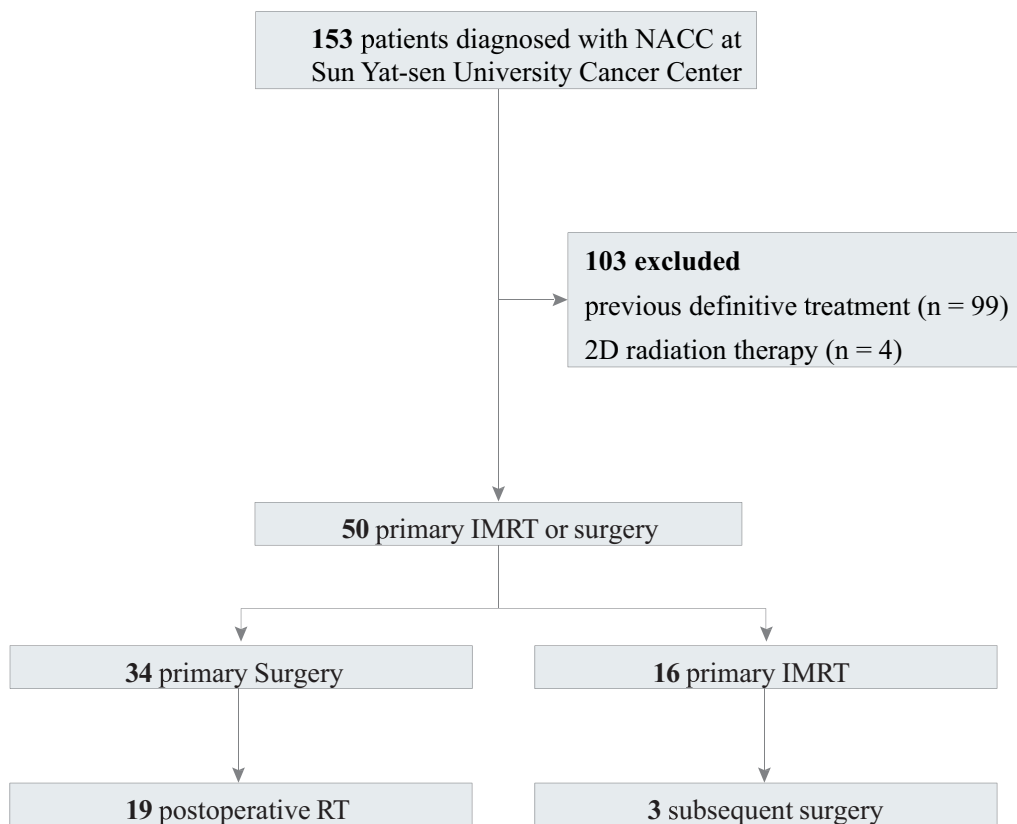 153 patients diagnosed with NACC at
Sun Yat-sen University Cancer Center
103 excluded
previous definitive treatment (n = 99)
2D radiation therapy (n = 4)
50 primary IMRT or surgery
34 primary Surgery
16 primary IMRT
19 postoperative RT
3 subsequent surgery